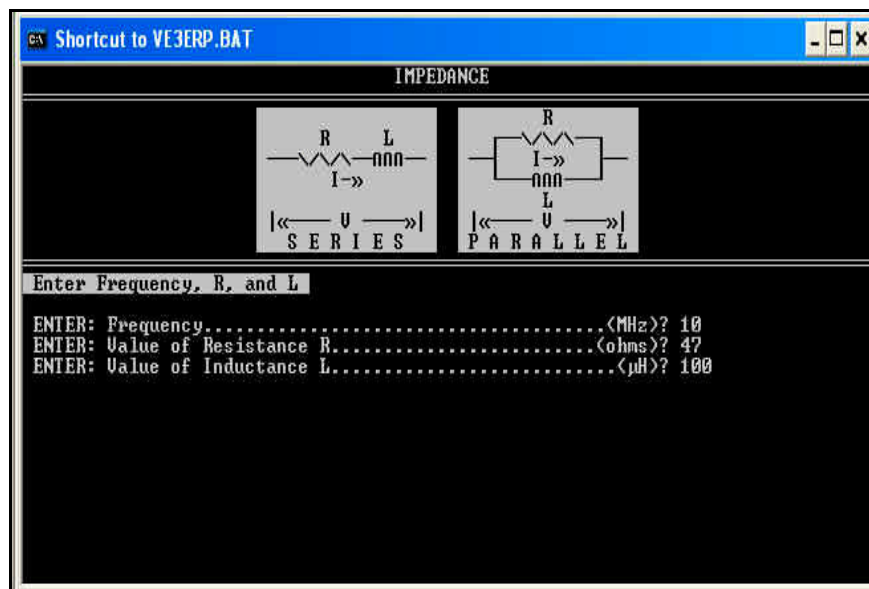 Shortcut to VE3ERP.BAT
IMPEDANCE
R L
I-»
|«── V ──»|
S E R I E S
R
I-»
L
|«── V ──»|
P A R A L L E L
Enter Frequency, R, and L
ENTER: Frequency......................................(MHz)? 10
ENTER: Value of Resistance R.........................(ohms)? 47
ENTER: Value of Inductance L...........................(µH)? 100